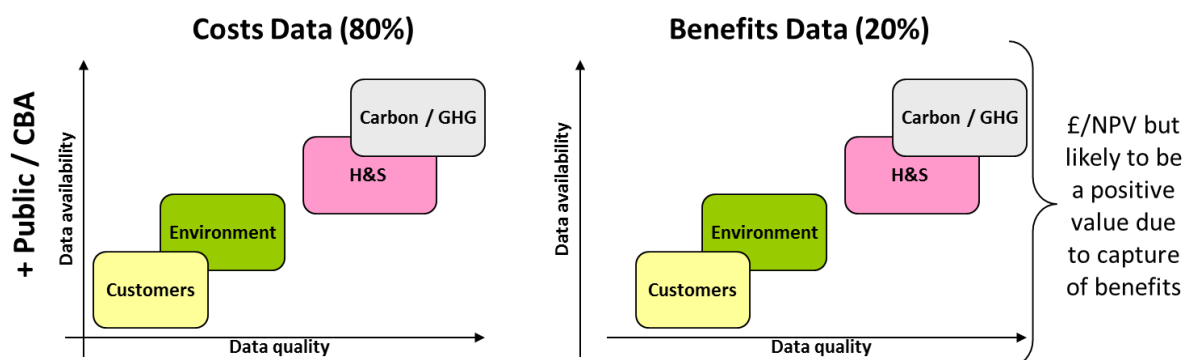 Costs Data (80%)
Benefits Data (20%)
+ Public / CBA
Data availability
Carbon / GHG
H&S
Environment
Customers
Data quality
Data availability
Carbon / GHG
H&S
Environment
Customers
Data quality
£/NPV but
likely to be
a positive
value due
to capture
of benefits